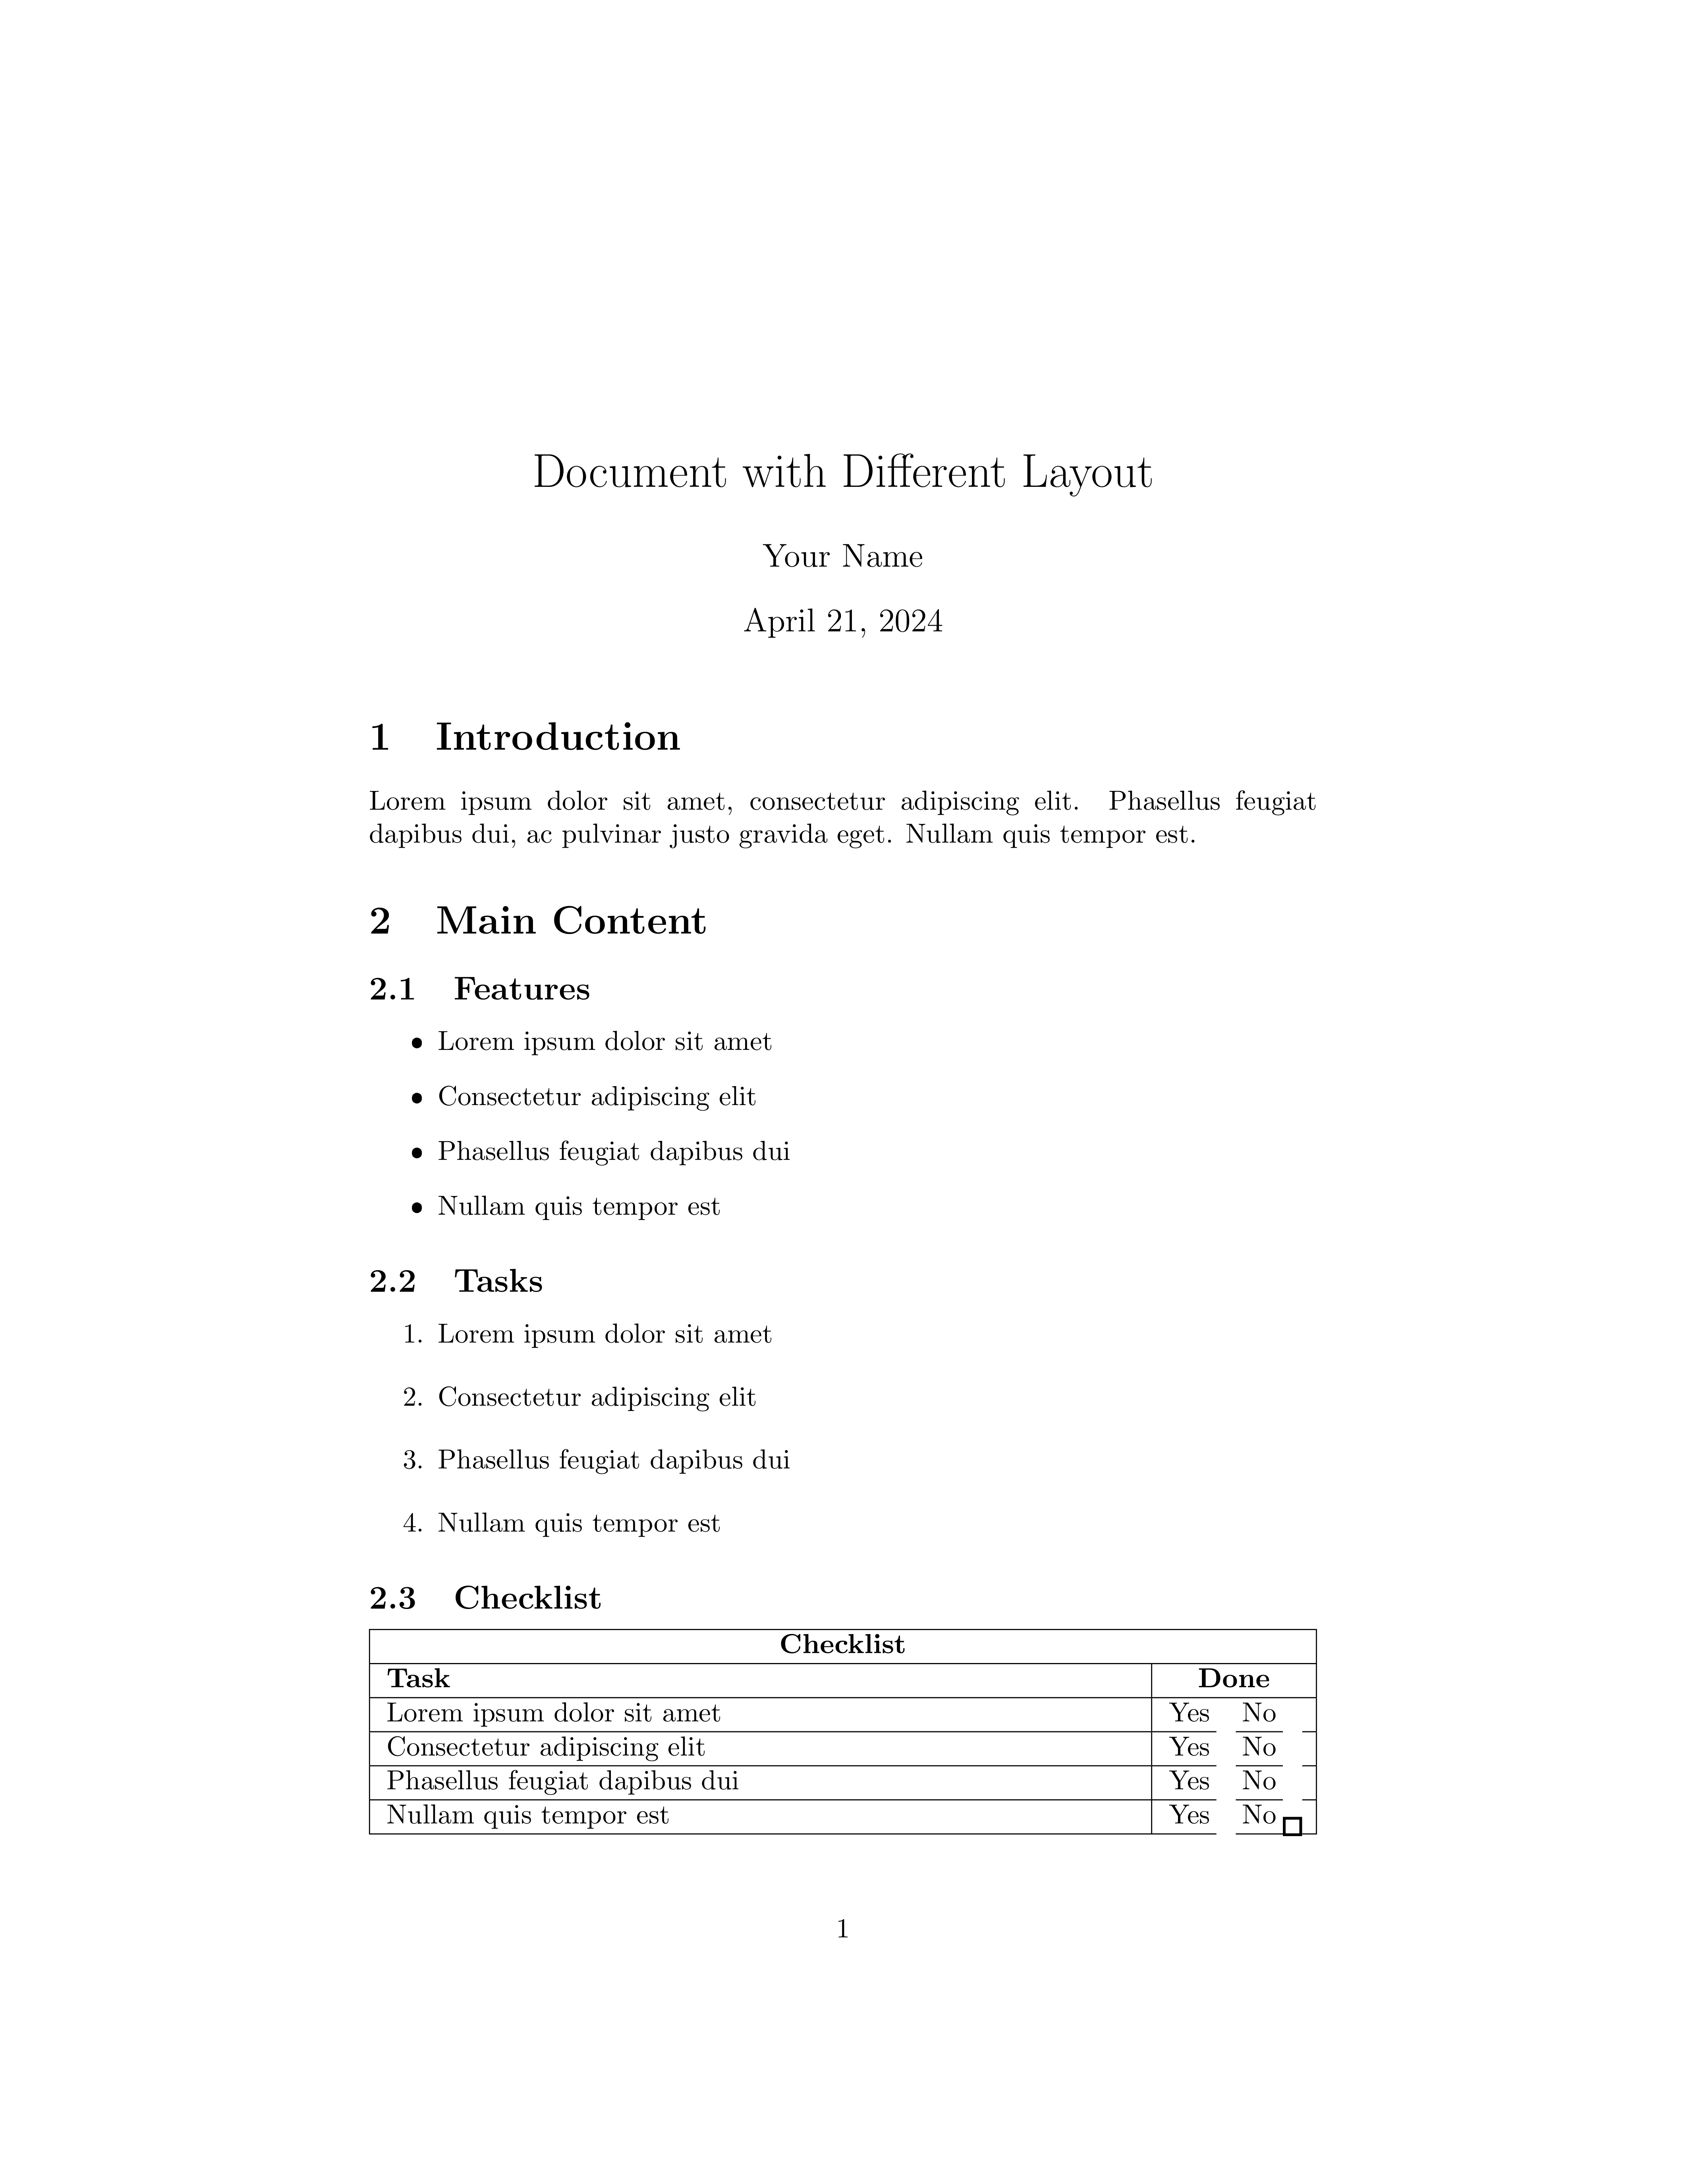 Document with Different Layout
Your Name
April 21, 2024
1 Introduction
Lorem ipsum dolor sit amet, consectetur adipiscing elit. Phasellus feugiat
dapibus dui, ac pulvinar justo gravida eget. Nullam quis tempor est.
2 Main Content
2.1 Features
• Lorem ipsum dolor sit amet
• Consectetur adipiscing elit
• Phasellus feugiat dapibus dui
• Nullam quis tempor est
2.2 Tasks
1. Lorem ipsum dolor sit amet
2. Consectetur adipiscing elit
3. Phasellus feugiat dapibus dui
4. Nullam quis tempor est
2.3 Checklist
Checklist
Task Done
Lorem ipsum dolor sit amet Yes No
Consectetur adipiscing elit Yes No
Phasellus feugiat dapibus dui Yes No
Nullam quis tempor est Yes No
1